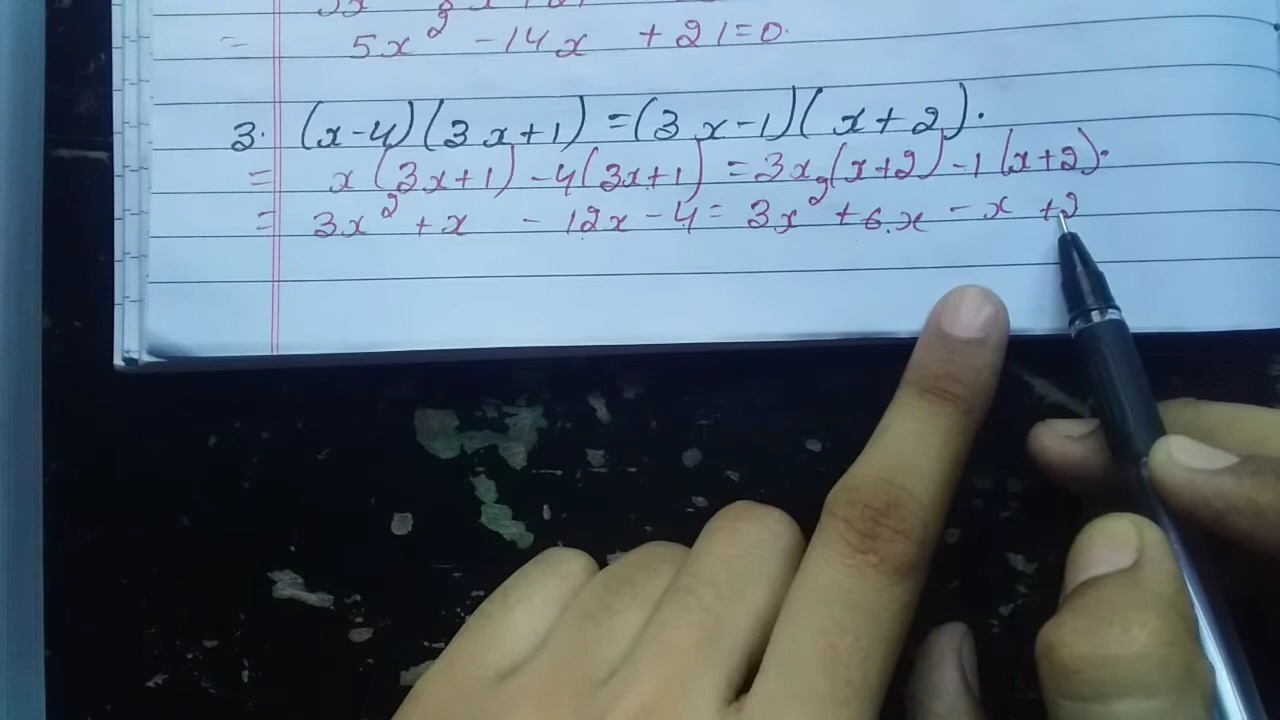 = 5x² -14x +21=0.
3. (x-4)(3x+1) =(3x-1)(x+2).
= x(3x+1) -4(3x+1) =3x(x+2) -1(x+2).
= 3x² +x -12x -4= 3x² +6x -x +2